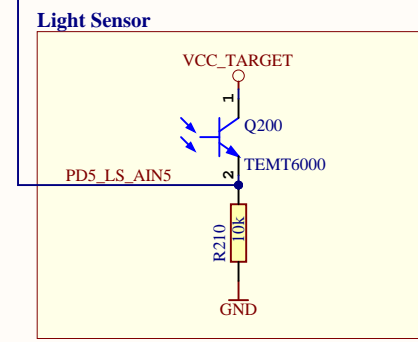 Light Sensor
VCC_TARGET
1
Q200
TEMT6000
2
PD5_LS_AIN5
R210
10k
GND